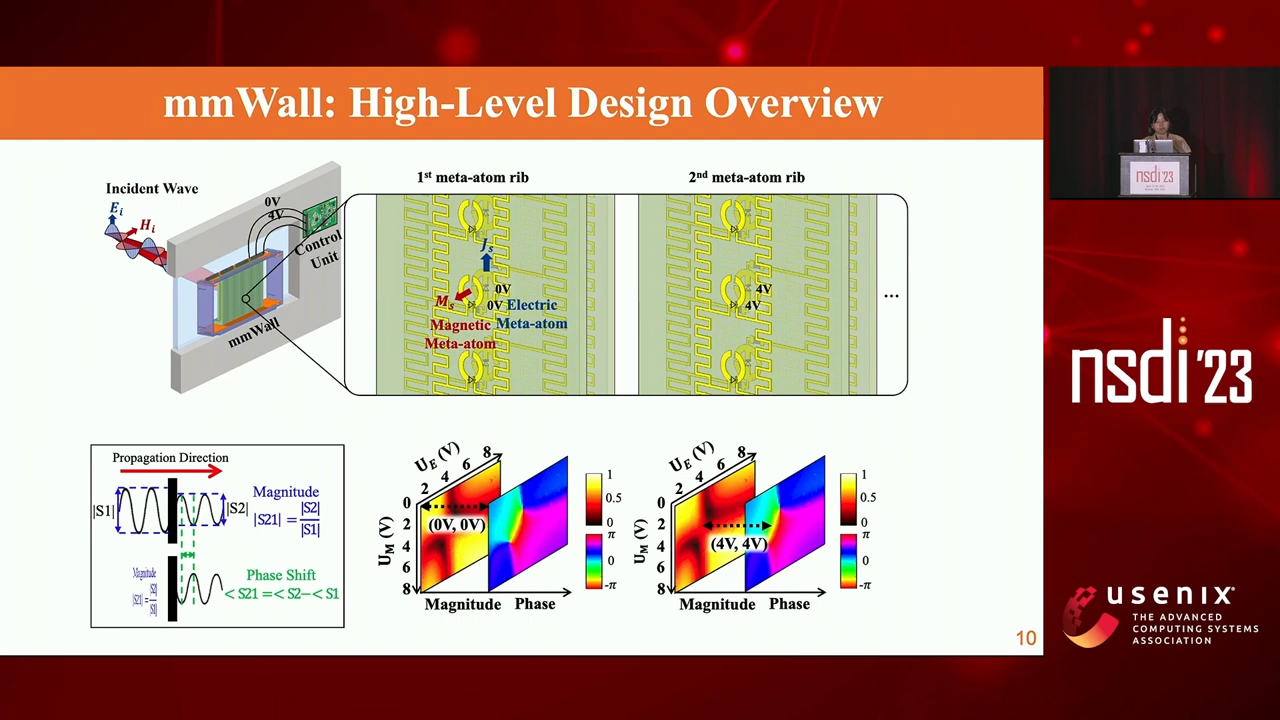 mmWall: High-Level Design Overview
Incident Wave
Ei
Hi
0V
4V
Control
Unit
mmWall
1st meta-atom rib
2nd meta-atom rib
Js
Ms
0V
0V
Electric
Meta-atom
Magnetic
Meta-atom
4V
4V
...
Propagation Direction
|S1|
|S2|
Magnitude
|S21| = |S2|
|S1|
Magnitude
|S21| = |S2|
|S1|
Phase Shift
< S21 =< S2−< S1
UE (V)
2 4 6 8
UM (V)
0
2
4
6
8
(0V, 0V)
Magnitude Phase
1
0.5
0
π
0
-π
UE (V)
2 4 6 8
UM (V)
0
2
4
6
8
(4V, 4V)
Magnitude Phase
1
0.5
0
π
0
-π
10
nsdi'23
nsdi '23
usenix
THE ADVANCED
COMPUTING SYSTEMS
ASSOCIATION